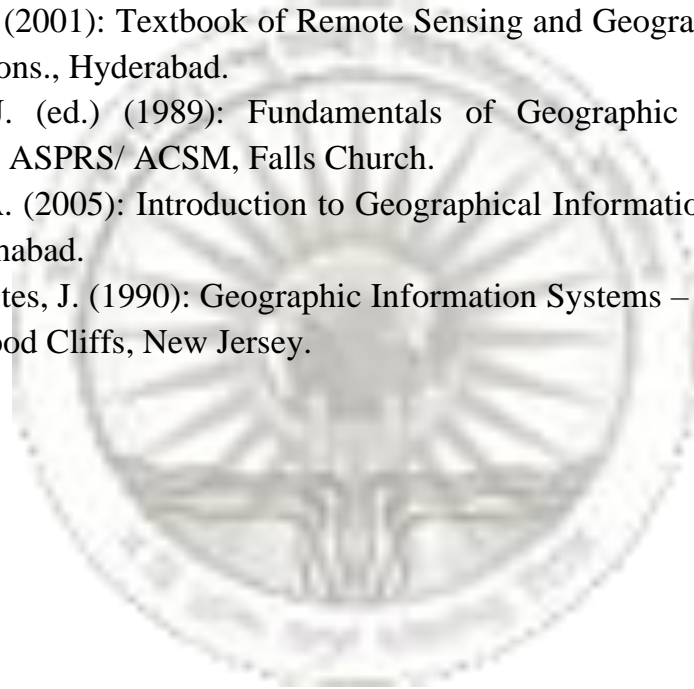 (2001): Textbook of Remote Sensing and Geogra
ons., Hyderabad.
J. (ed.) (1989): Fundamentals of Geographic
ASPRS/ ACSM, Falls Church.
A. (2005): Introduction to Geographical Informatio
nabad.
tes, J. (1990): Geographic Information Systems –
ood Cliffs, New Jersey.